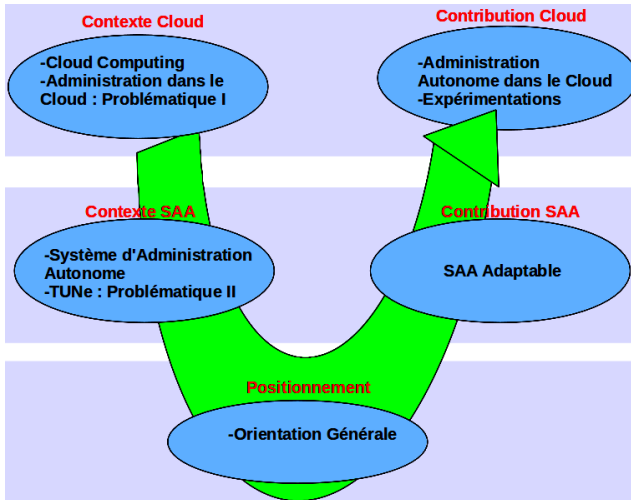 Contexte Cloud
-Cloud Computing
-Administration dans le
Cloud : Problématique I
Contribution Cloud
-Administration
Autonome dans le Cloud
-Expérimentations
Contexte SAA
-Système d'Administration
Autonome
-TUNe : Problématique II
Contribution SAA
SAA Adaptable
Positionnement
-Orientation Générale